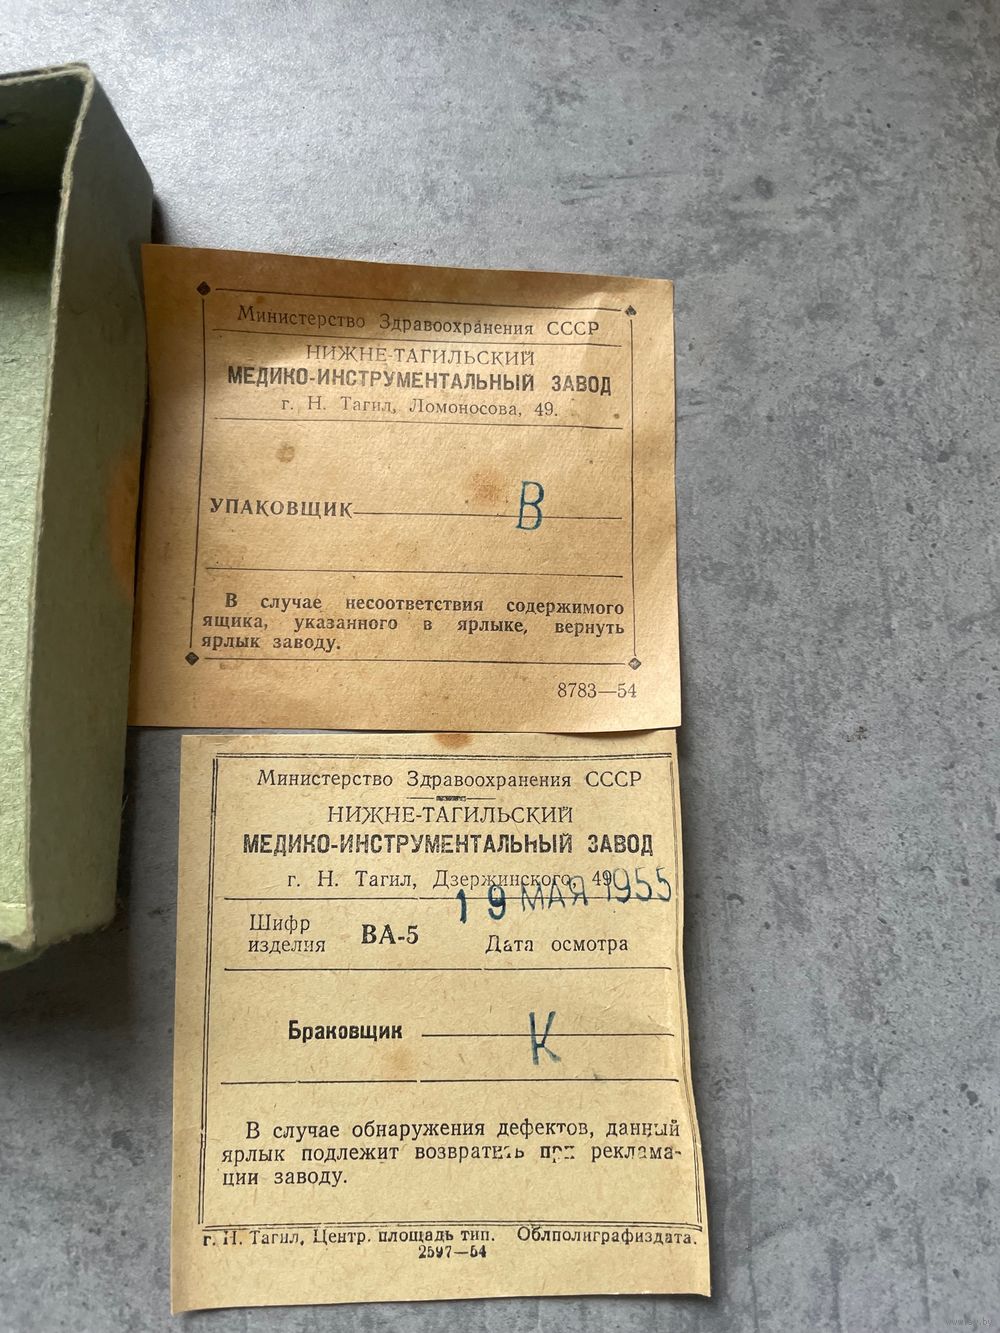 Министерство Здравоохранения СССР
НИЖНЕ-ТАГИЛЬСКИЙ
МЕДИКО-ИНСТРУМЕНТАЛЬНЫЙ ЗАВОД
г. Н. Тагил, Ломоносова, 49.
УПАКОВЩИК В
В случае несоответствия содержимого
ящика, указанного в ярлыке, вернуть
ярлык заводу.
8783—54
Министерство Здравоохранения СССР
НИЖНЕ-ТАГИЛЬСКИЙ
МЕДИКО-ИНСТРУМЕНТАЛЬНЫЙ ЗАВОД
г. Н. Тагил, Дзержинского, 49
19 МАЯ 1955
Шифр
изделия ВА-5 Дата осмотра
Браковщик К
В случае обнаружения дефектов, данный
ярлык подлежит возвратить при реклама-
ции заводу.
г. Н. Тагил, Центр. площадь тип. Облполиграфиздата.
2597—54